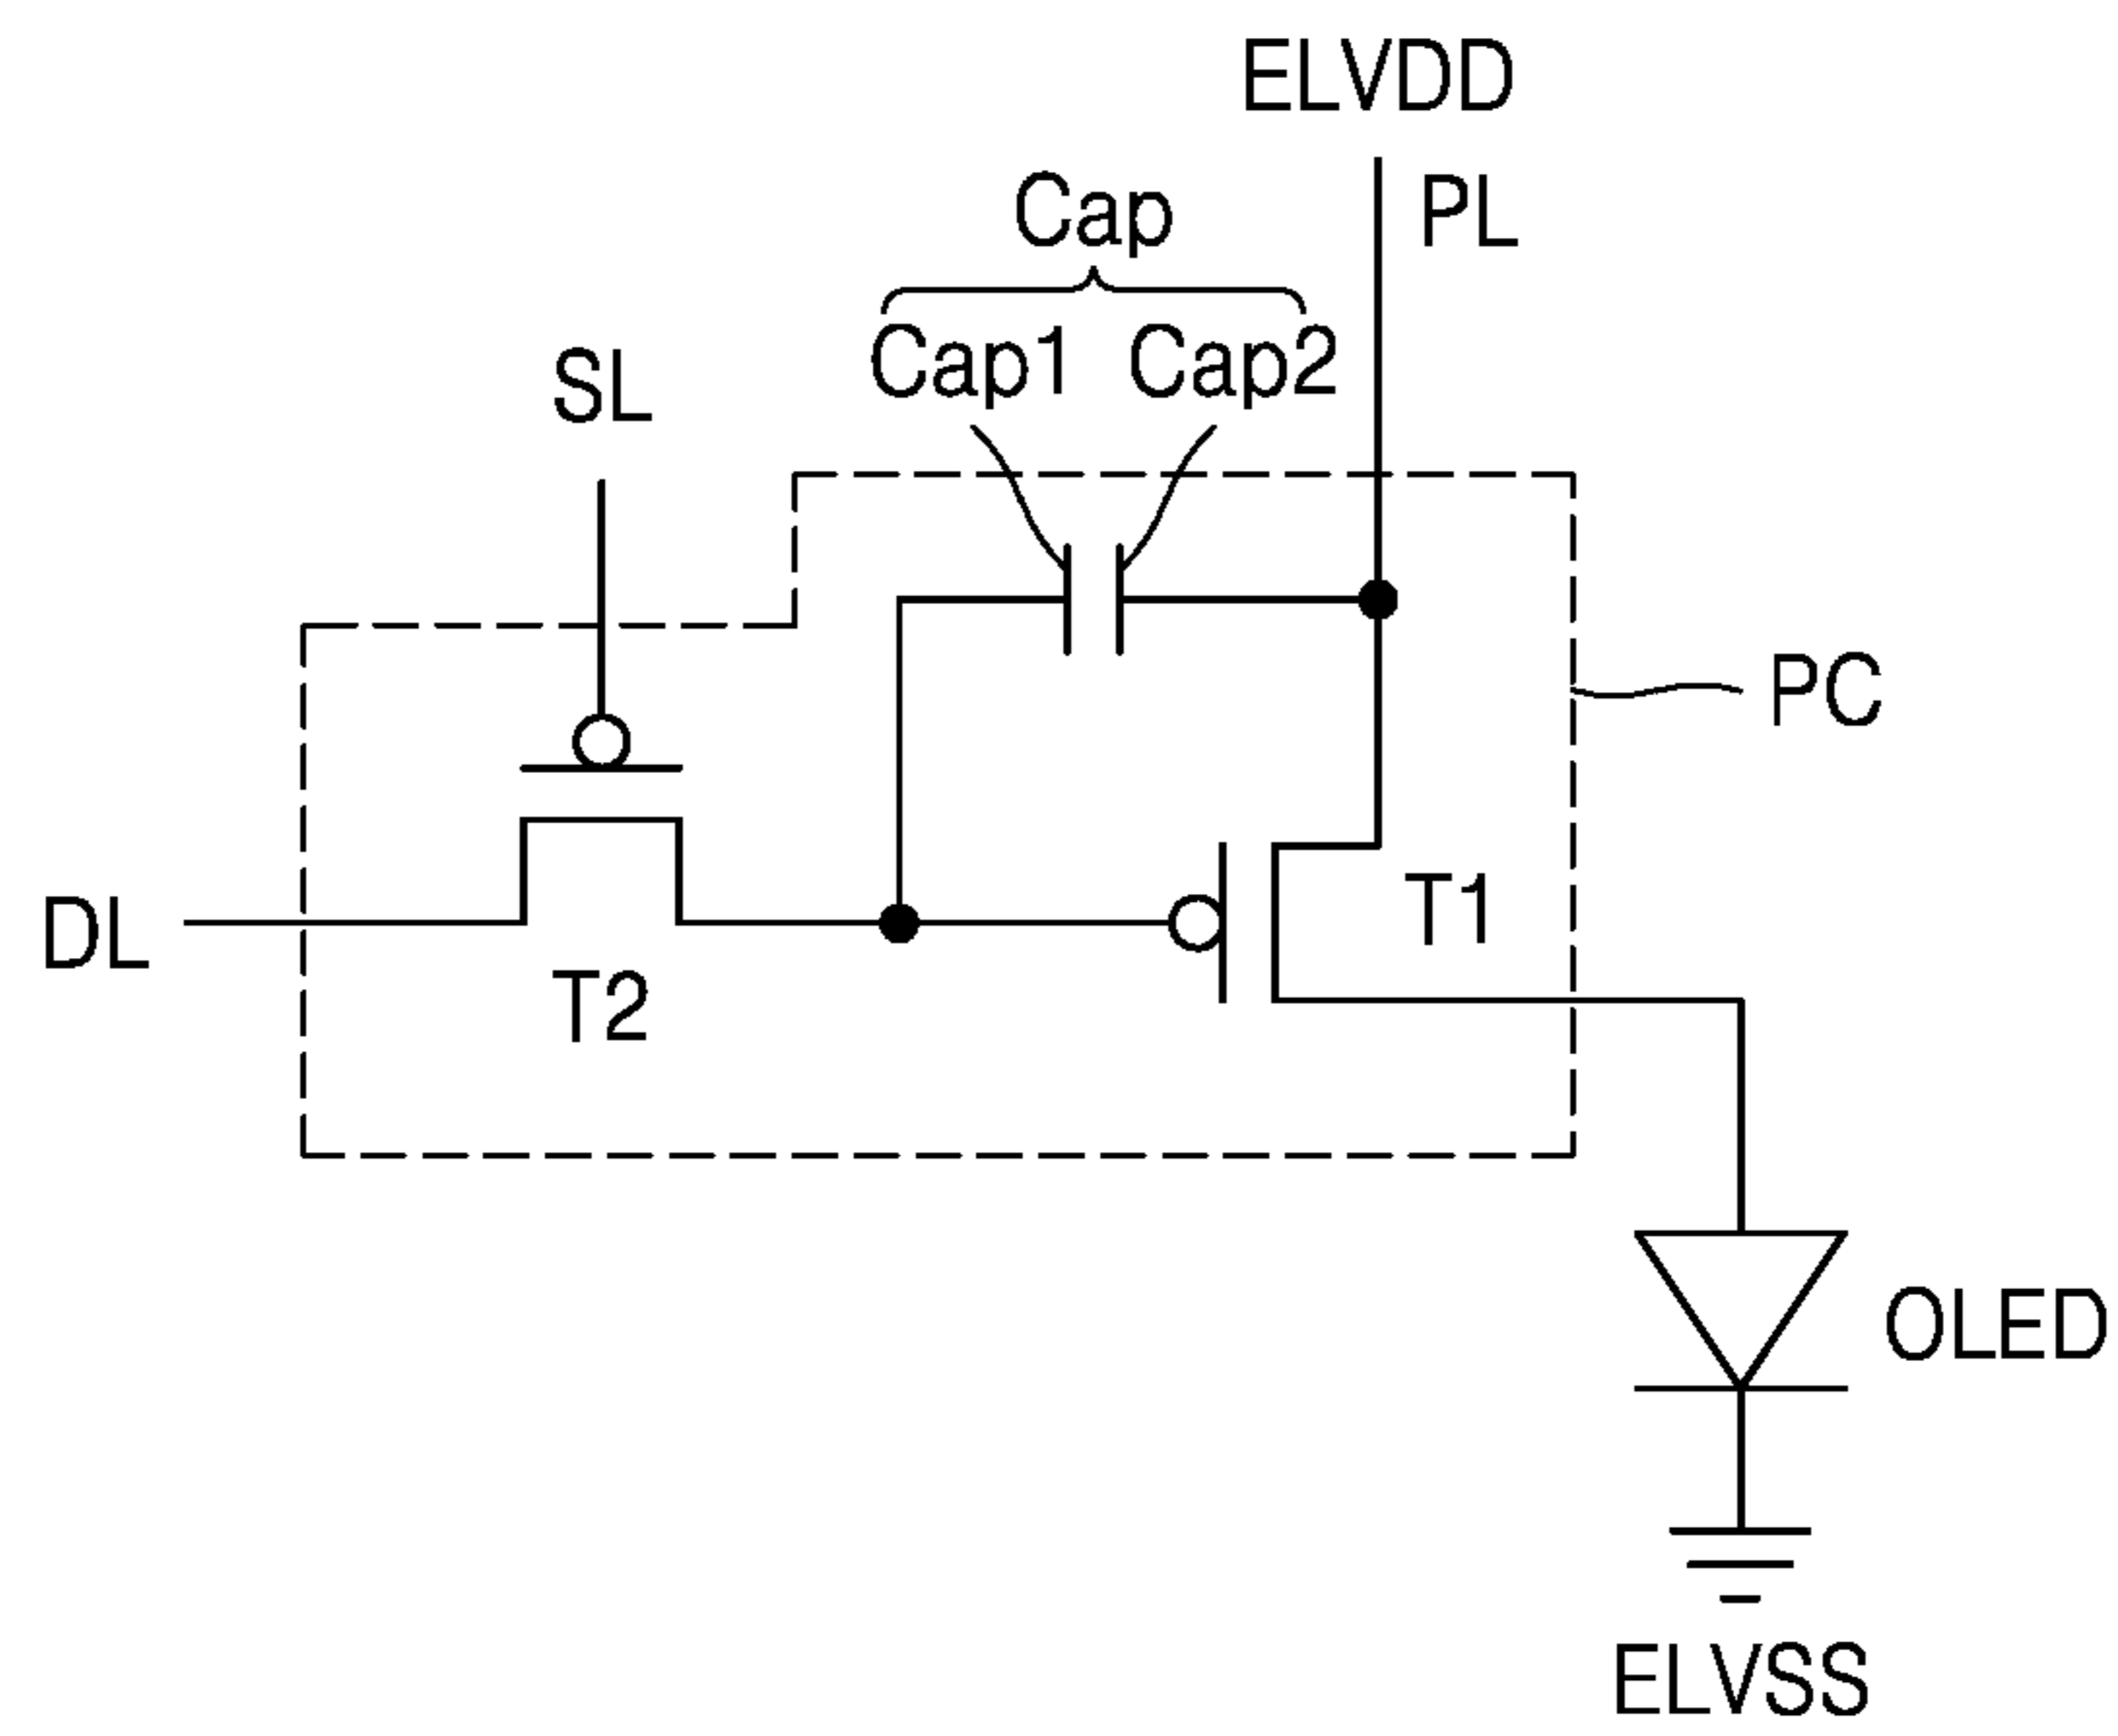 ELVDD
PL
Cap
Cap1 Cap2
SL
PC
T1
DL
T2
OLED
ELVSS